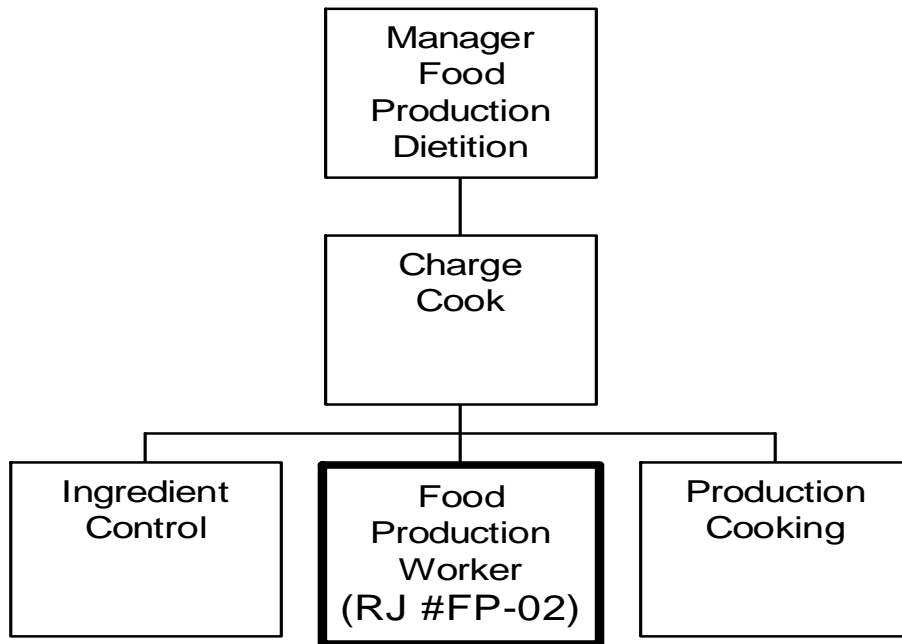 Manager
Food
Production
Dietition
Charge
Cook
Ingredient
Control
Food
Production
Worker
(RJ #FP-02)
Production
Cooking